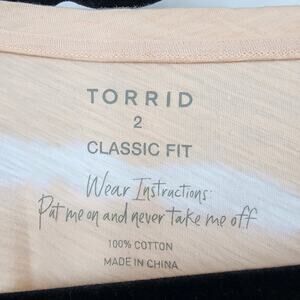 TORRID
2
CLASSIC FIT
Wear Instructions:
Put me on and never take me off
100% COTTON
MADE IN CHINA